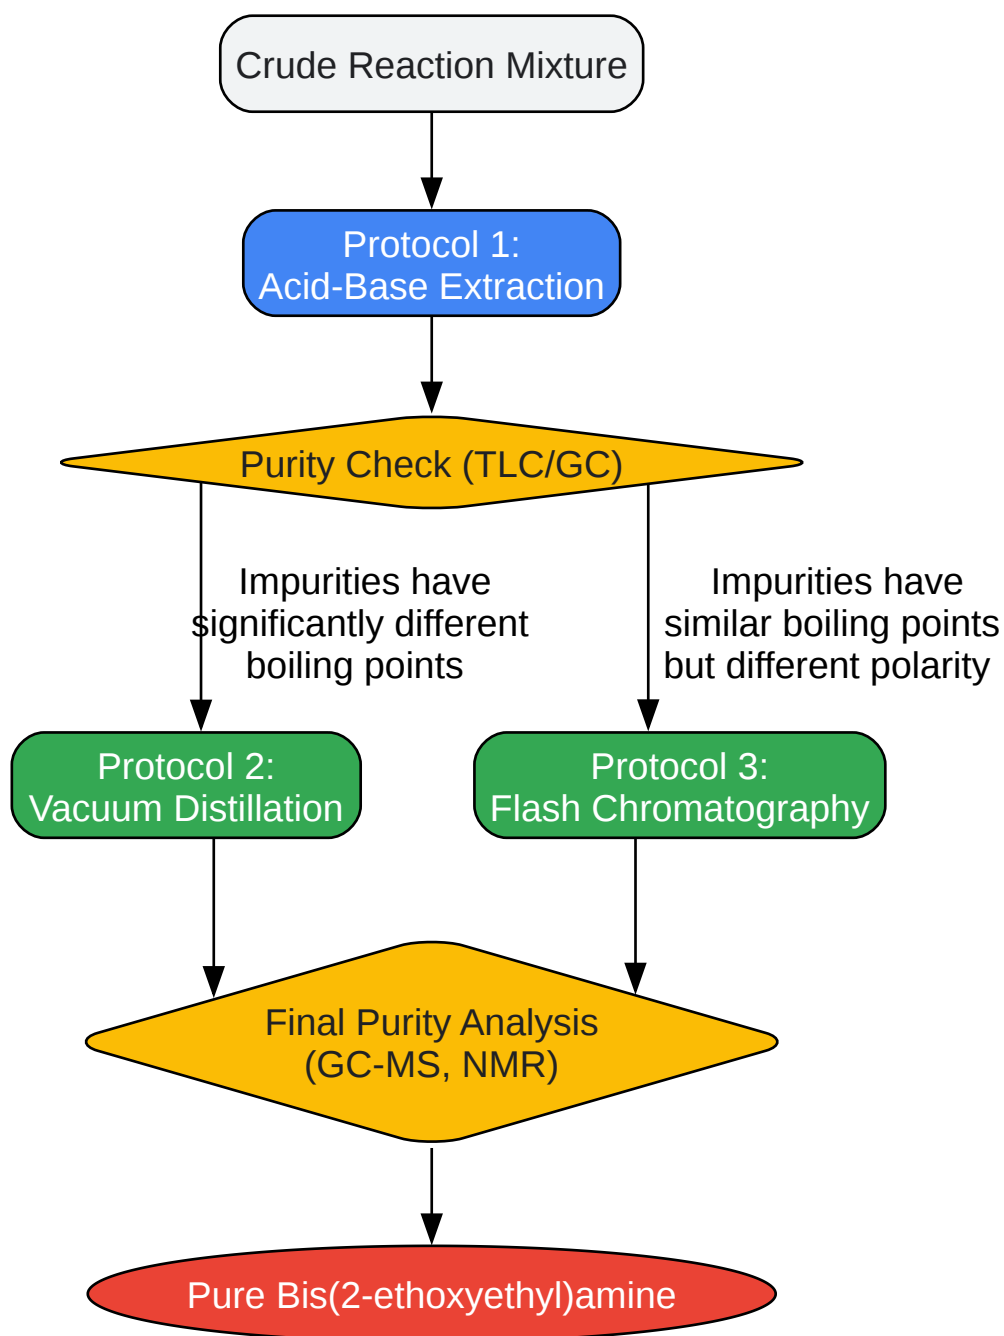 Crude Reaction Mixture
Protocol 1:
Acid-Base Extraction
Purity Check (TLC/GC)
Impurities have
significantly different
boiling points
Impurities have
similar boiling points
but different polarity
Protocol 2:
Vacuum Distillation
Protocol 3:
Flash Chromatography
Final Purity Analysis
(GC-MS, NMR)
Pure Bis(2-ethoxyethyl)amine